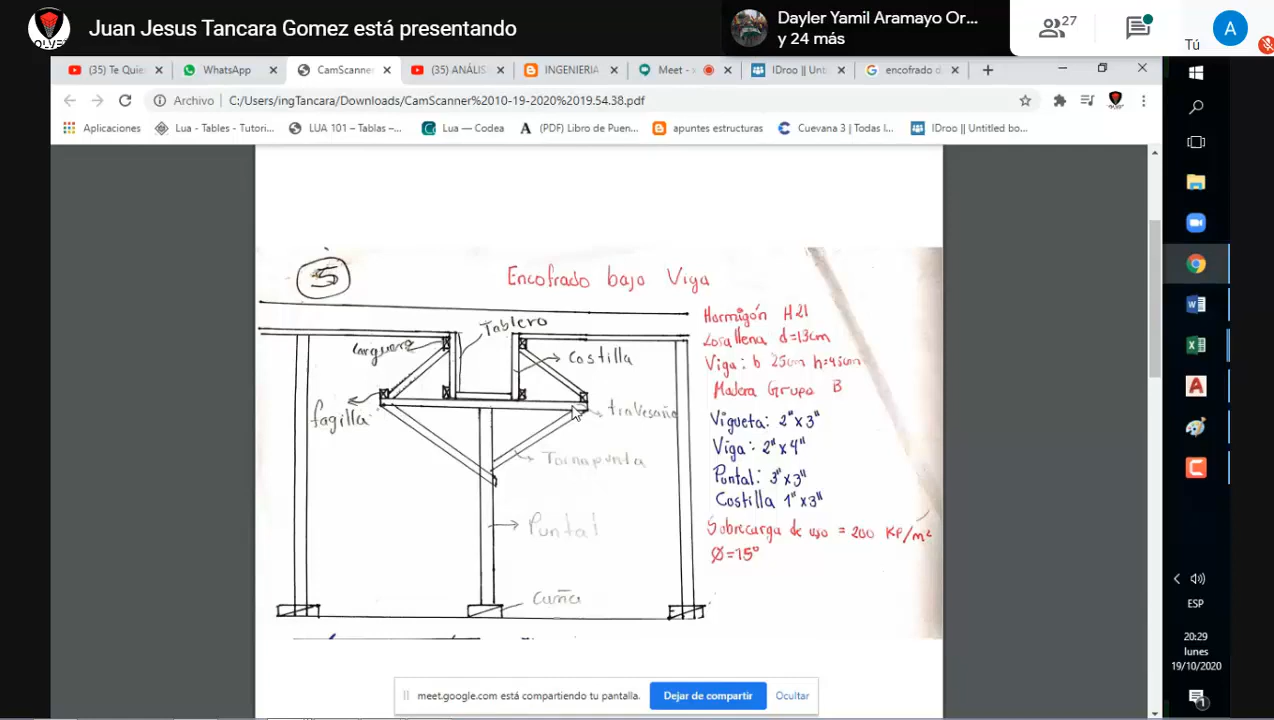 Juan Jesus Tancara Gomez está presentando
Dayler Yamil Aramayo Or...
y 24 más
27
A
Tú
(35) Te Quie
WhatsApp
CamScanner
(35) ANÁLIS
INGENIERIA
Meet -
IDroo || Unt
encofrado d
Archivo
C:/Users/ingTancara/Downloads/CamScanner%2010-19-2020%2019.54.38.pdf
Aplicaciones
Lua - Tables - Tutori...
LUA 101 – Tablas –...
Lua — Codea
(PDF) Libro de Puen...
apuntes estructuras
Cuevana 3 | Todas l...
IDroo || Untitled bo...
5
Encofrado bajo Viga
Tablero
Larguero
Costilla
fagilla
travesaño
Tornapunta
Puntal
cuña
Hormigón H21
Losa llena d=13cm
Viga: b 25cm h=45cm
Madera Grupo B
Vigueta: 2"x3"
Viga: 2"x4"
Puntal: 3"x3"
Costilla 1"x3"
Sobrecarga de uso = 200 KP/m²
Ø=15°
meet.google.com está compartiendo tu pantalla.
Dejar de compartir
Ocultar
ESP
20:29
lunes
19/10/2020
1